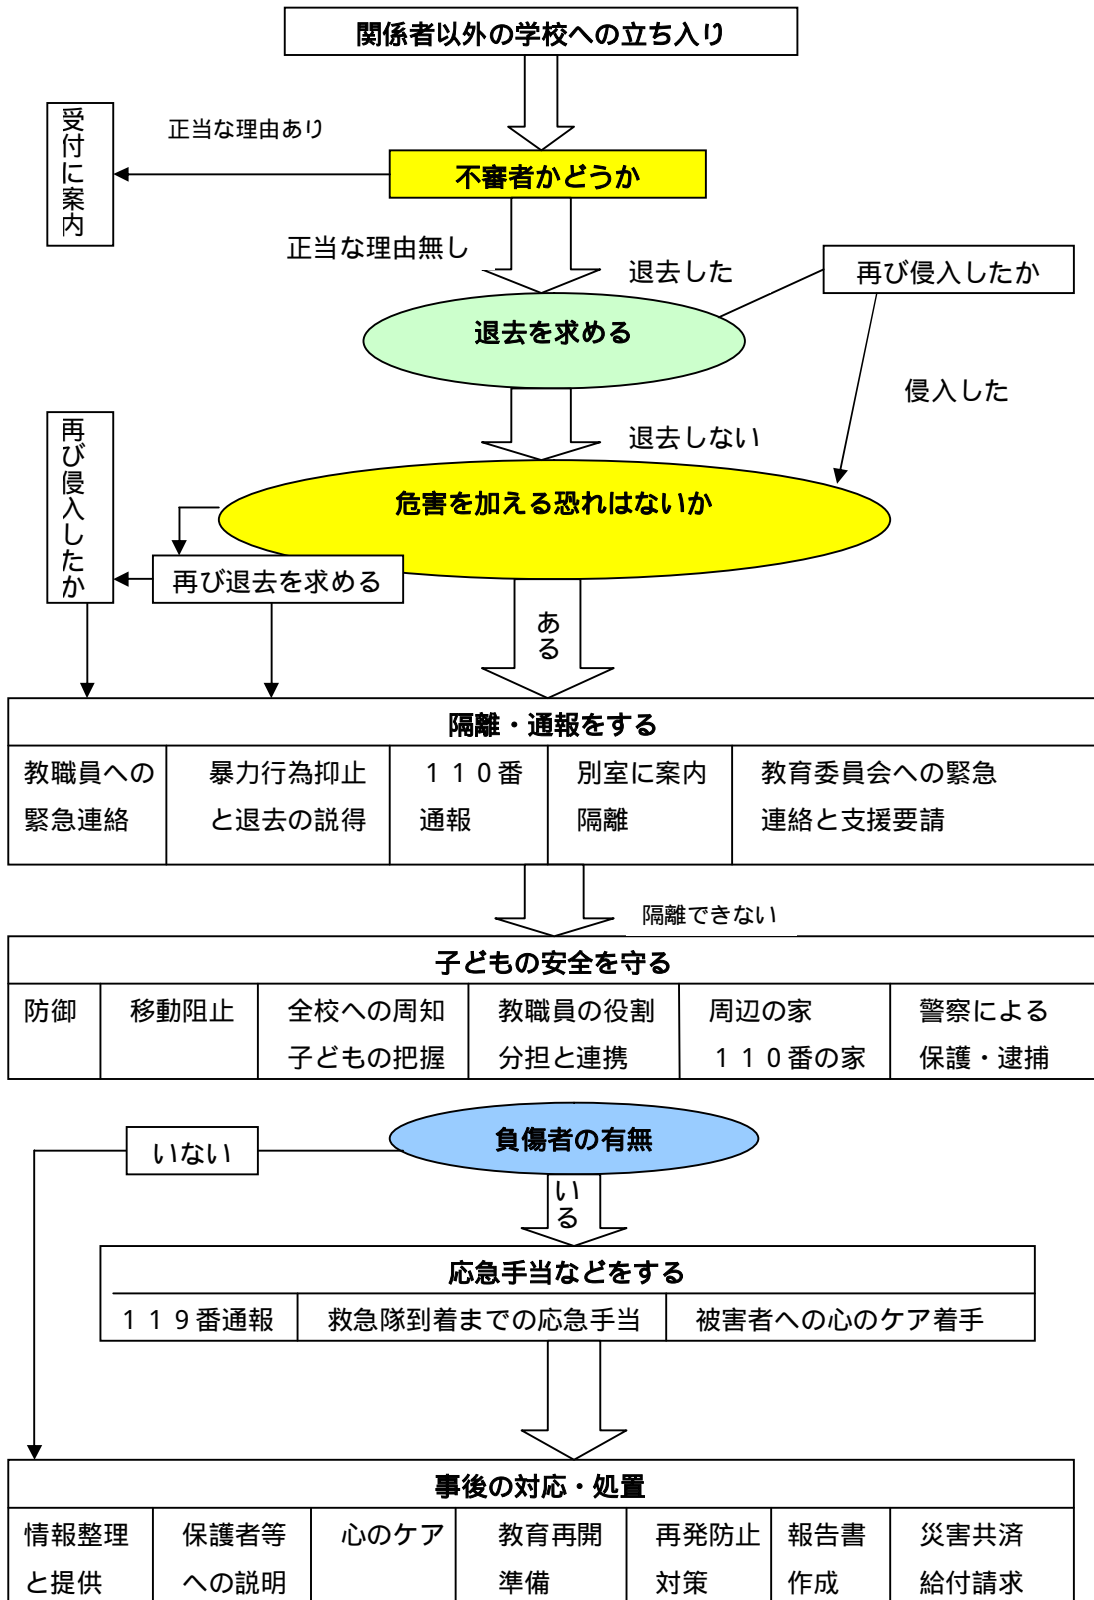 関係者以外の学校への立ち入り
受付に案内
正当な理由あり
不審者かどうか
正当な理由無し
退去した
再び侵入したか
退去を求める
侵入した
退去しない
再び侵入したか
危害を加える恐れはないか
再び退去を求める
ある
隔離・通報をする
教職員への
緊急連絡
暴力行為抑止
と退去の説得
１１０番
通報
別室に案内
隔離
教育委員会への緊急
連絡と支援要請
隔離できない
子どもの安全を守る
防御
移動阻止
全校への周知
子どもの把握
教職員の役割
分担と連携
周辺の家
１１０番の家
警察による
保護・逮捕
負傷者の有無
いない
いる
応急手当などをする
１１９番通報
救急隊到着までの応急手当
被害者への心のケア着手
事後の対応・処置
情報整理
と提供
保護者等
への説明
心のケア
教育再開
準備
再発防止
対策
報告書
作成
災害共済
給付請求